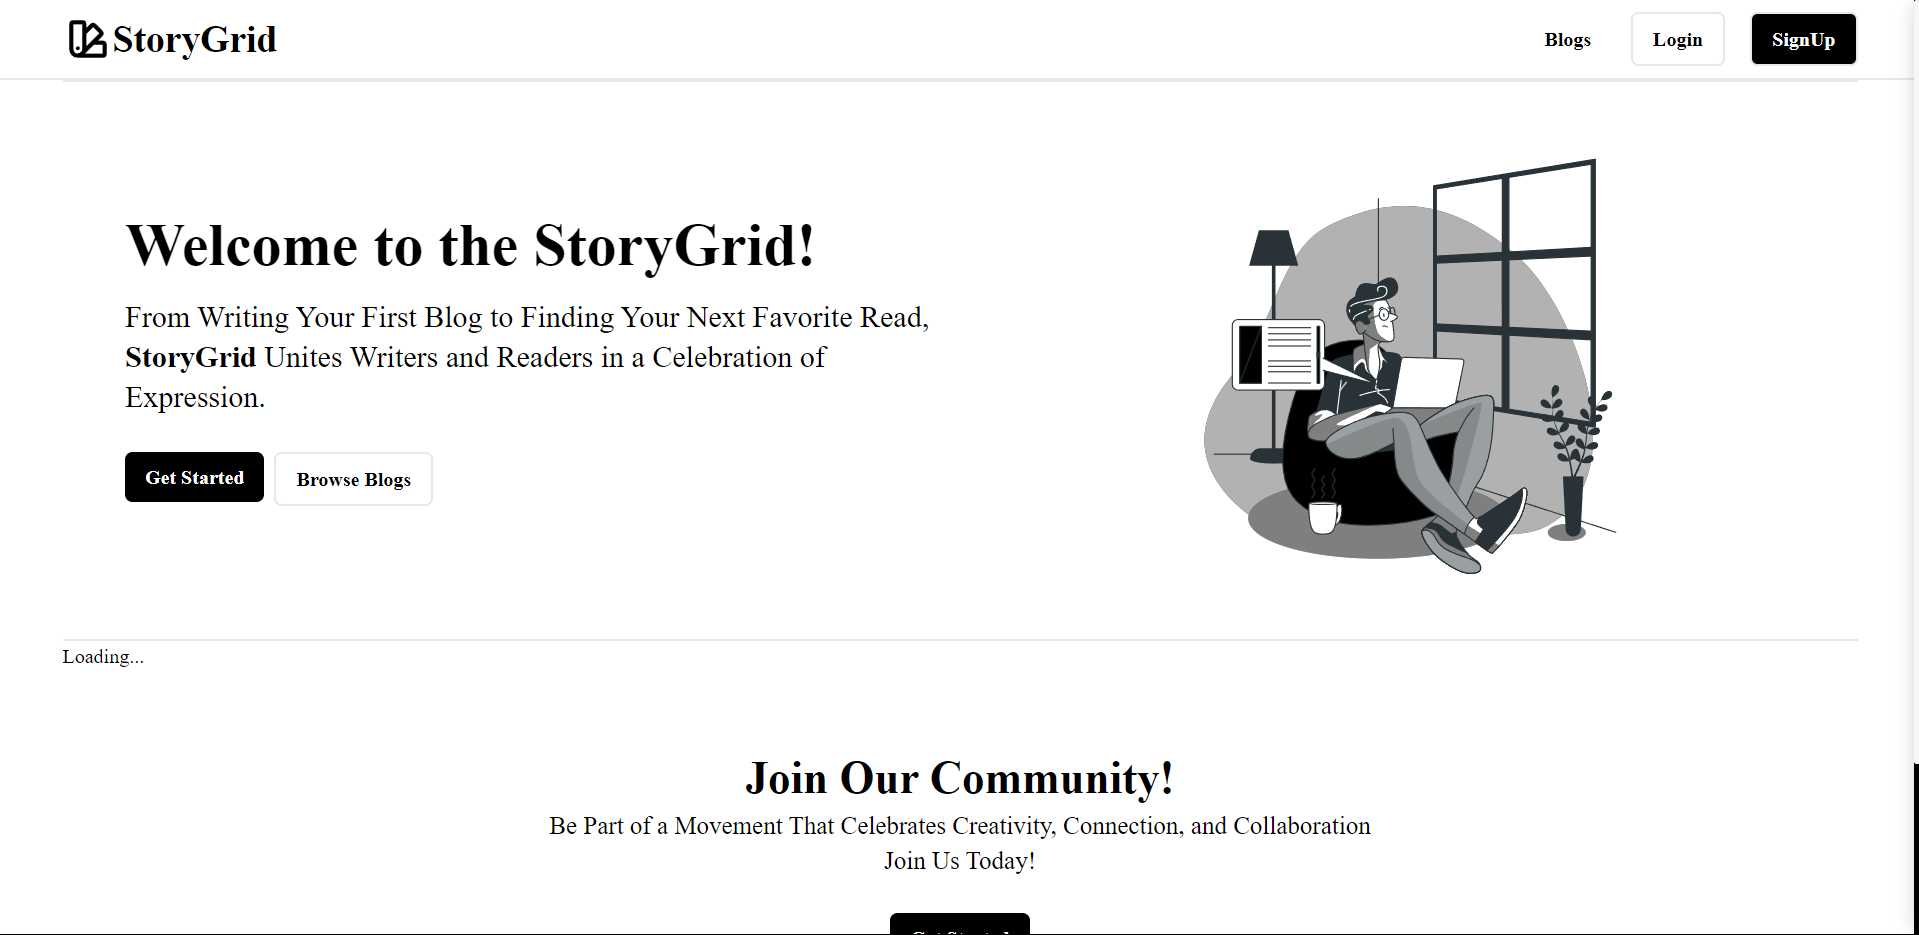 StoryGrid
Blogs
Login
SignUp
Welcome to the StoryGrid!
From Writing Your First Blog to Finding Your Next Favorite Read,
StoryGrid Unites Writers and Readers in a Celebration of
Expression.
Get Started
Browse Blogs
Loading...
Join Our Community!
Be Part of a Movement That Celebrates Creativity, Connection, and Collaboration
Join Us Today!